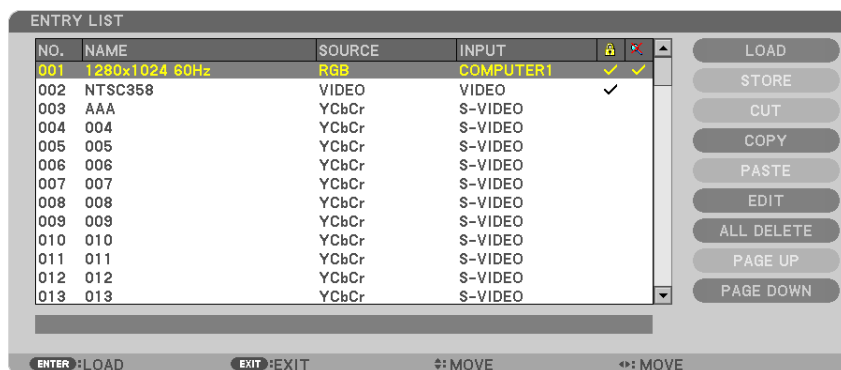 ENTRY LIST
NO. NAME SOURCE INPUT
001 1280x1024 60Hz RGB COMPUTER1
002 NTSC358 VIDEO VIDEO
003 AAA YCbCr S-VIDEO
004 004 YCbCr S-VIDEO
005 005 YCbCr S-VIDEO
006 006 YCbCr S-VIDEO
007 007 YCbCr S-VIDEO
008 008 YCbCr S-VIDEO
009 009 YCbCr S-VIDEO
010 010 YCbCr S-VIDEO
011 011 YCbCr S-VIDEO
012 012 YCbCr S-VIDEO
013 013 YCbCr S-VIDEO
LOAD
STORE
CUT
COPY
PASTE
EDIT
ALL DELETE
PAGE UP
PAGE DOWN
ENTER :LOAD EXIT :EXIT :MOVE :MOVE